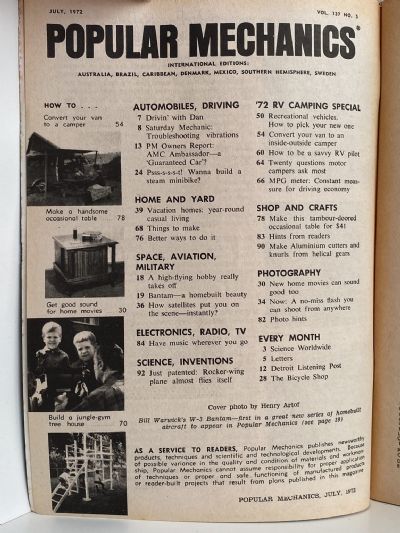 JULY, 1972
VOL. 137 NO. 5
POPULAR MECHANICS®
INTERNATIONAL EDITIONS:
AUSTRALIA, BRAZIL, CARIBBEAN, DENMARK, MEXICO, SOUTHERN HEMISPHERE, SWEDEN
HOW TO . . .
Convert your van
to a camper 54
Make a handsome
occasional table 78
Get good sound
for home movies 30
Build a jungle-gym
tree house 70
AUTOMOBILES, DRIVING
7 Drivin' with Dan
8 Saturday Mechanic:
Troubleshooting vibrations
13 PM Owners Report:
AMC Ambassador—a
'Guaranteed Car'?
24 Psss-s-s-s-t! Wanna build a
steam minibike?
HOME AND YARD
39 Vacation homes: year-round
casual living
68 Things to make
76 Better ways to do it
SPACE, AVIATION,
MILITARY
18 A high-flying hobby really
takes off
19 Bantam—a homebuilt beauty
36 How satellites put you on
the scene—instantly?
ELECTRONICS, RADIO, TV
84 Have music wherever you go
SCIENCE, INVENTIONS
92 Just patented: Rocker-wing
plane almost flies itself
'72 RV CAMPING SPECIAL
50 Recreational vehicles.
How to pick your new one
54 Convert your van to an
inside-outside camper
60 How to be a savvy RV pilot
64 Twenty questions motor
campers ask most
66 MPG meter: Constant meas-
ure for driving economy
SHOP AND CRAFTS
78 Make this tambour-doored
occasional table for $41
83 Hints from readers
90 Make Aluminum cutters and
knurls from helical gears
PHOTOGRAPHY
30 New home movies can sound
good too
34 Now: A no-miss flash you
can shoot from anywhere
82 Photo hints
EVERY MONTH
3 Science Worldwide
5 Letters
12 Detroit Listening Post
28 The Bicycle Shop
Cover photo by Henry Artof
Bill Warwick's W-3 Bantam—first in a great new series of homebuilt
aircraft to appear in Popular Mechanics (see page 19)
AS A SERVICE TO READERS, Popular Mechanics publishes newsworthy
products, techniques and scientific and technological developments. Because
of possible variance in the quality and condition of materials and workman-
ship, Popular Mechanics cannot assume responsibility for proper application
of techniques or proper and safe functioning of manufactured products
or reader-built projects that result from plans published in this magazine
POPULAR MECHANICS, JULY, 1972